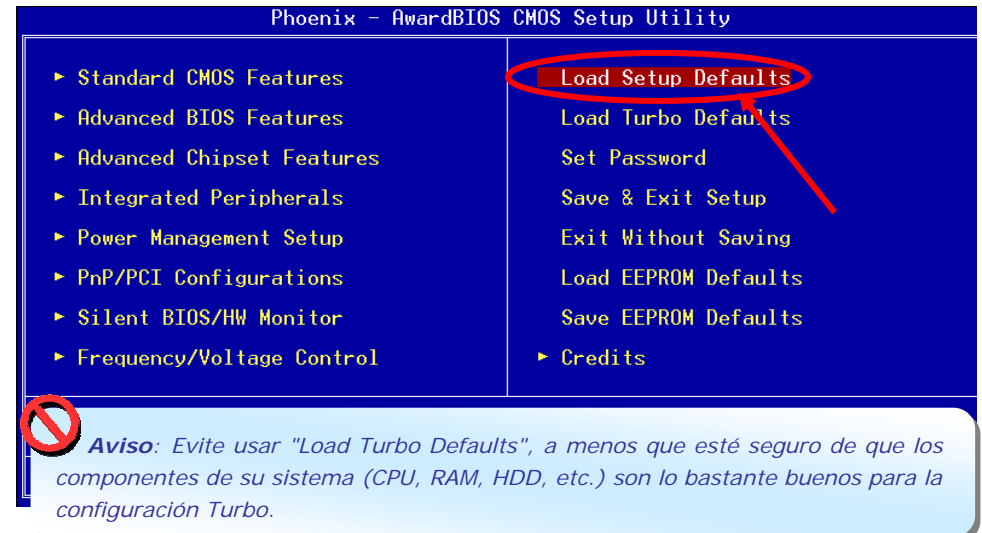 Phoenix - AwardBIOS CMOS Setup Utility
► Standard CMOS Features
► Advanced BIOS Features
► Advanced Chipset Features
► Integrated Peripherals
► Power Management Setup
► PnP/PCI Configurations
► Silent BIOS/HW Monitor
► Frequency/Voltage Control
Load Setup Defaults
Load Turbo Defaults
Set Password
Save & Exit Setup
Exit Without Saving
Load EEPROM Defaults
Save EEPROM Defaults
► Credits
Aviso: Evite usar "Load Turbo Defaults", a menos que esté seguro de que los
componentes de su sistema (CPU, RAM, HDD, etc.) son lo bastante buenos para la
configuración Turbo.